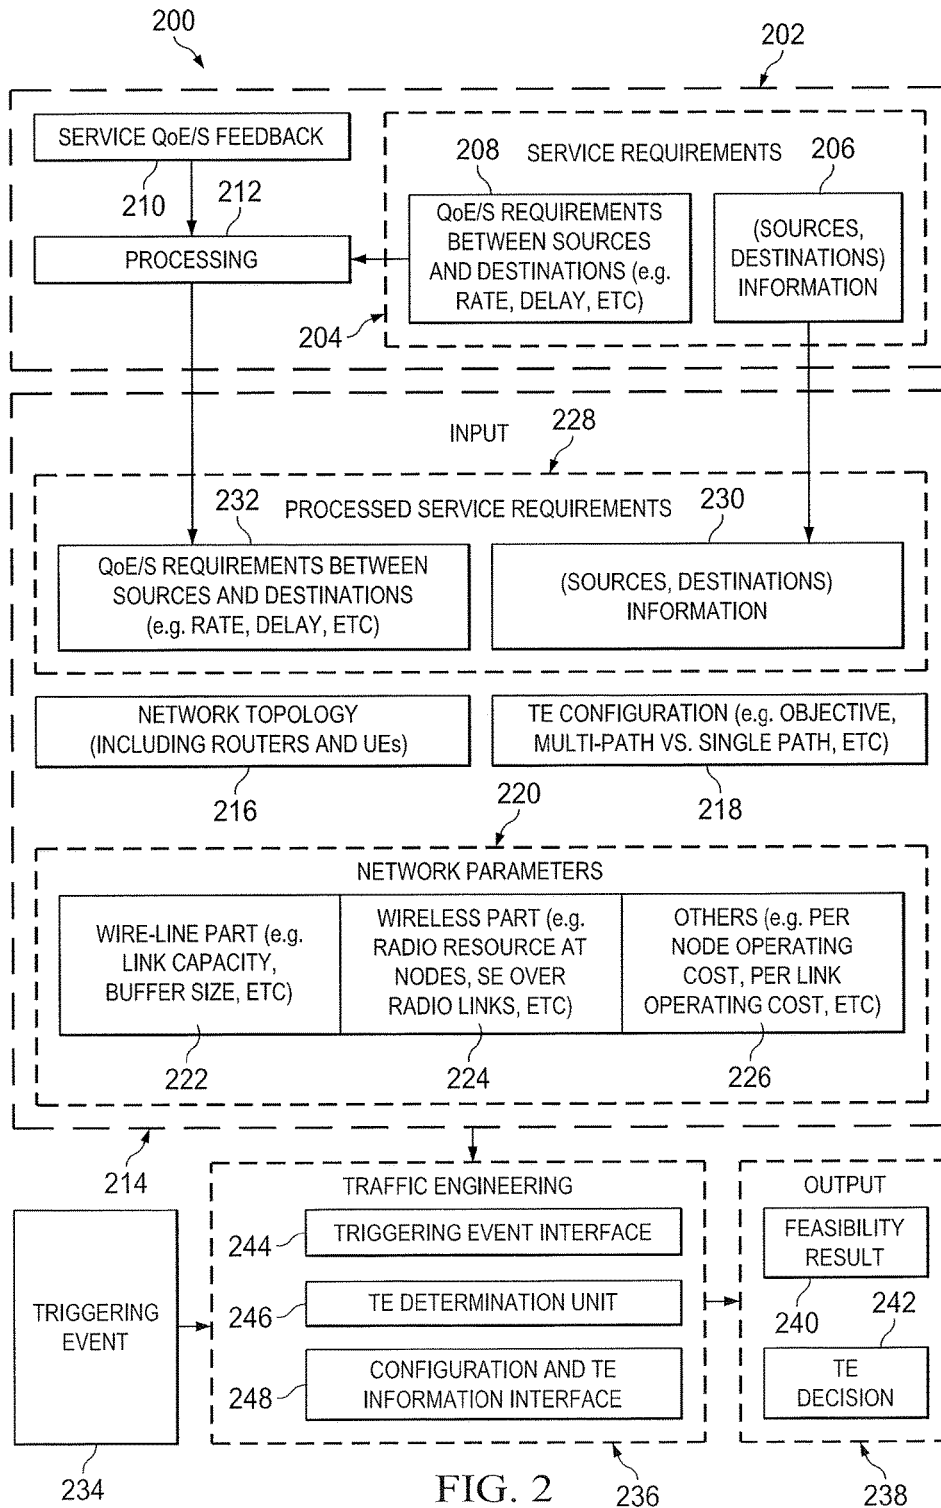 200
202
SERVICE QoE/S FEEDBACK
210
212
PROCESSING
SERVICE REQUIREMENTS
208
206
QoE/S REQUIREMENTS
BETWEEN SOURCES
AND DESTINATIONS (e.g.
RATE, DELAY, ETC)
(SOURCES,
DESTINATIONS)
INFORMATION
204
INPUT
228
PROCESSED SERVICE REQUIREMENTS
232
230
QoE/S REQUIREMENTS BETWEEN
SOURCES AND DESTINATIONS
(e.g. RATE, DELAY, ETC)
(SOURCES, DESTINATIONS)
INFORMATION
NETWORK TOPOLOGY
(INCLUDING ROUTERS AND UEs)
TE CONFIGURATION (e.g. OBJECTIVE,
MULTI-PATH VS. SINGLE PATH, ETC)
216
218
220
NETWORK PARAMETERS
WIRE-LINE PART (e.g.
LINK CAPACITY,
BUFFER SIZE, ETC)
WIRELESS PART (e.g.
RADIO RESOURCE AT
NODES, SE OVER
RADIO LINKS, ETC)
OTHERS (e.g. PER
NODE OPERATING
COST, PER LINK
OPERATING COST, ETC)
222
224
226
214
TRIGGERING
EVENT
234
TRAFFIC ENGINEERING
244
TRIGGERING EVENT INTERFACE
246
TE DETERMINATION UNIT
248
CONFIGURATION AND TE
INFORMATION INTERFACE
236
OUTPUT
FEASIBILITY
RESULT
240
242
TE
DECISION
238
FIG. 2